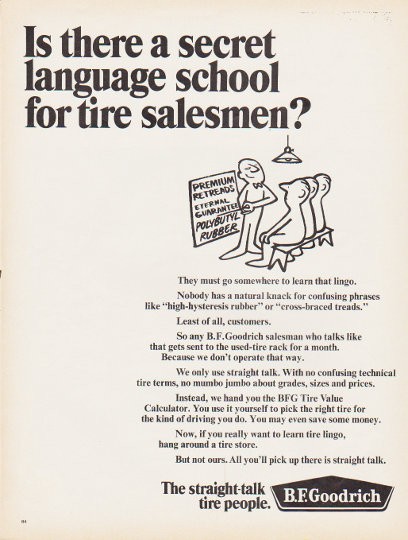 Is there a secret
language school
for tire salesmen?
PREMIUM
RETREADS
ETERNAL
GUARANTEE
POLYBUTYL
RUBBER
They must go somewhere to learn that lingo.
Nobody has a natural knack for confusing phrases
like "high-hysteresis rubber" or "cross-braced treads."
Least of all, customers.
So any B.F.Goodrich salesman who talks like
that gets sent to the used-tire rack for a month.
Because we don't operate that way.
We only use straight talk. With no confusing technical
tire terms, no mumbo jumbo about grades, sizes and prices.
Instead, we hand you the BFG Tire Value
Calculator. You use it yourself to pick the right tire for
the kind of driving you do. You may even save some money.
Now, if you really want to learn tire lingo,
hang around a tire store.
But not ours. All you'll pick up there is straight talk.
The straight-talk
tire people.
B.F.Goodrich